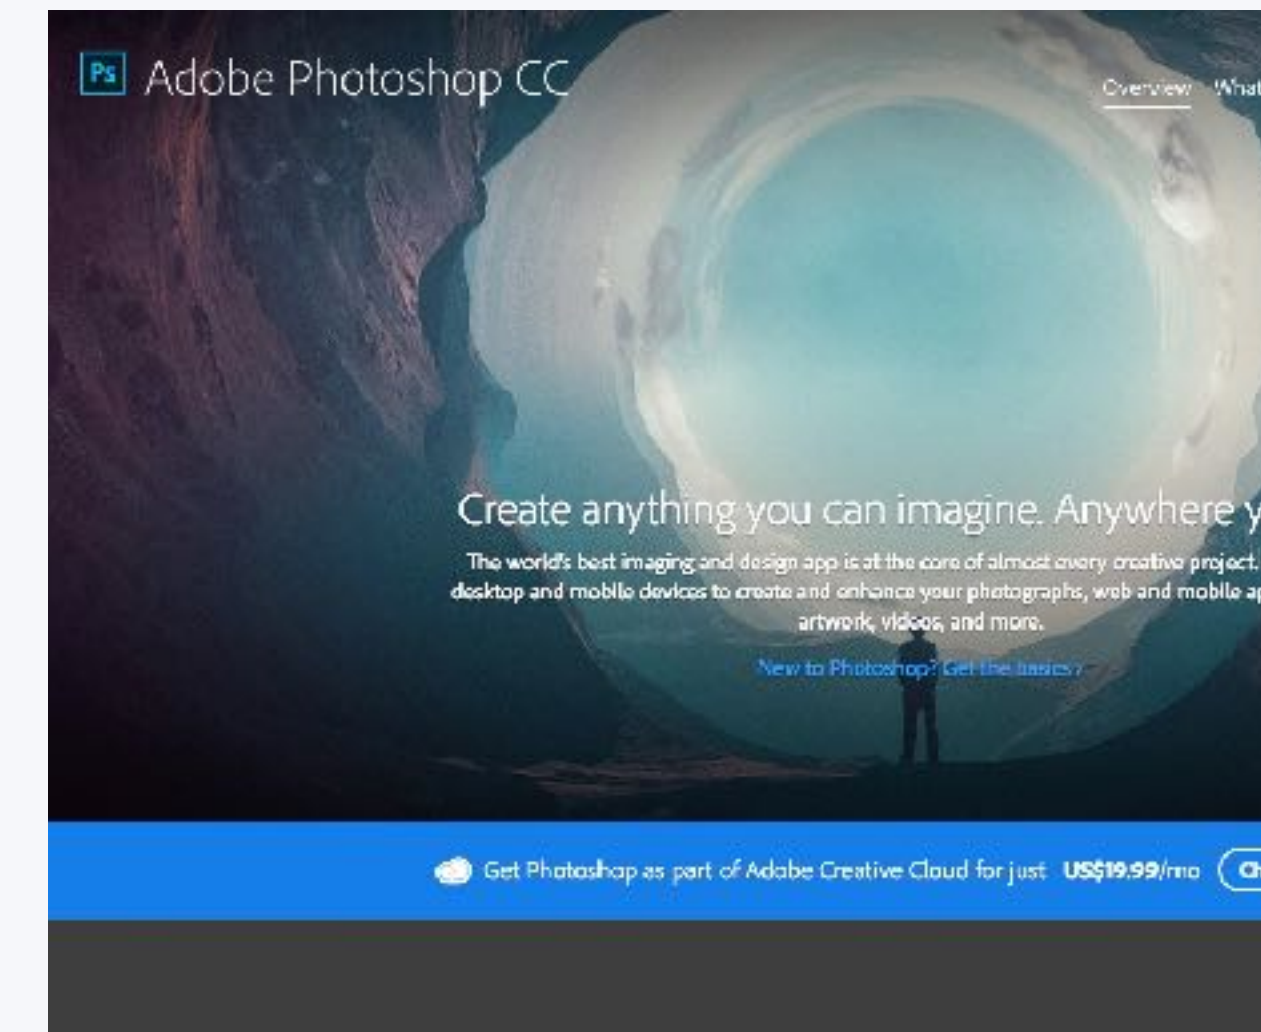 Ps Adobe Photoshop CC
Overview What
Create anything you can imagine. Anywhere y
The world's best imaging and design app is at the core of almost every creative project.
desktop and mobile devices to create and enhance your photographs, web and mobile ap
artwork, videos, and more.
New to Photoshop? Get the basics ›
Get Photoshop as part of Adobe Creative Cloud for just US$19.99/mo Ch